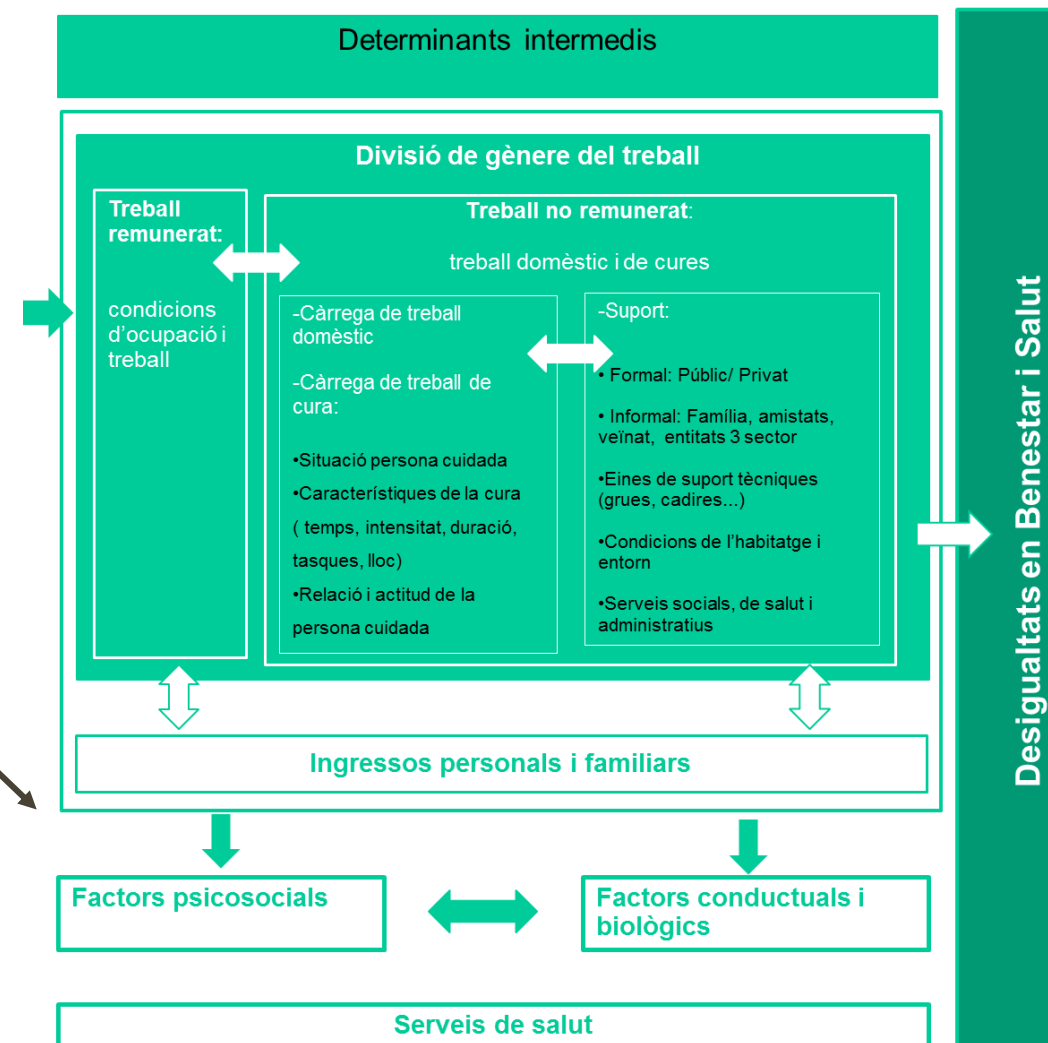 Determinants intermedis
Divisió de gènere del treball
Treball
remunerat:
condicions
d'ocupació i
treball
Treball no remunerat:
treball domèstic i de cures
-Càrrega de treball
domèstic
-Càrrega de treball de
cura:
•Situació persona cuidada
•Característiques de la cura
( temps, intensitat, duració,
tasques, lloc)
•Relació i actitud de la
persona cuidada
-Suport:
• Formal: Públic/ Privat
• Informal: Família, amistats,
veïnat, entitats 3 sector
•Eines de suport tècniques
(grues, cadires...)
•Condicions de l'habitatge i
entorn
•Serveis socials, de salut i
administratius
Ingressos personals i familiars
Factors psicosocials
Factors conductuals i
biològics
Serveis de salut
Desigualtats en Benestar i Salut